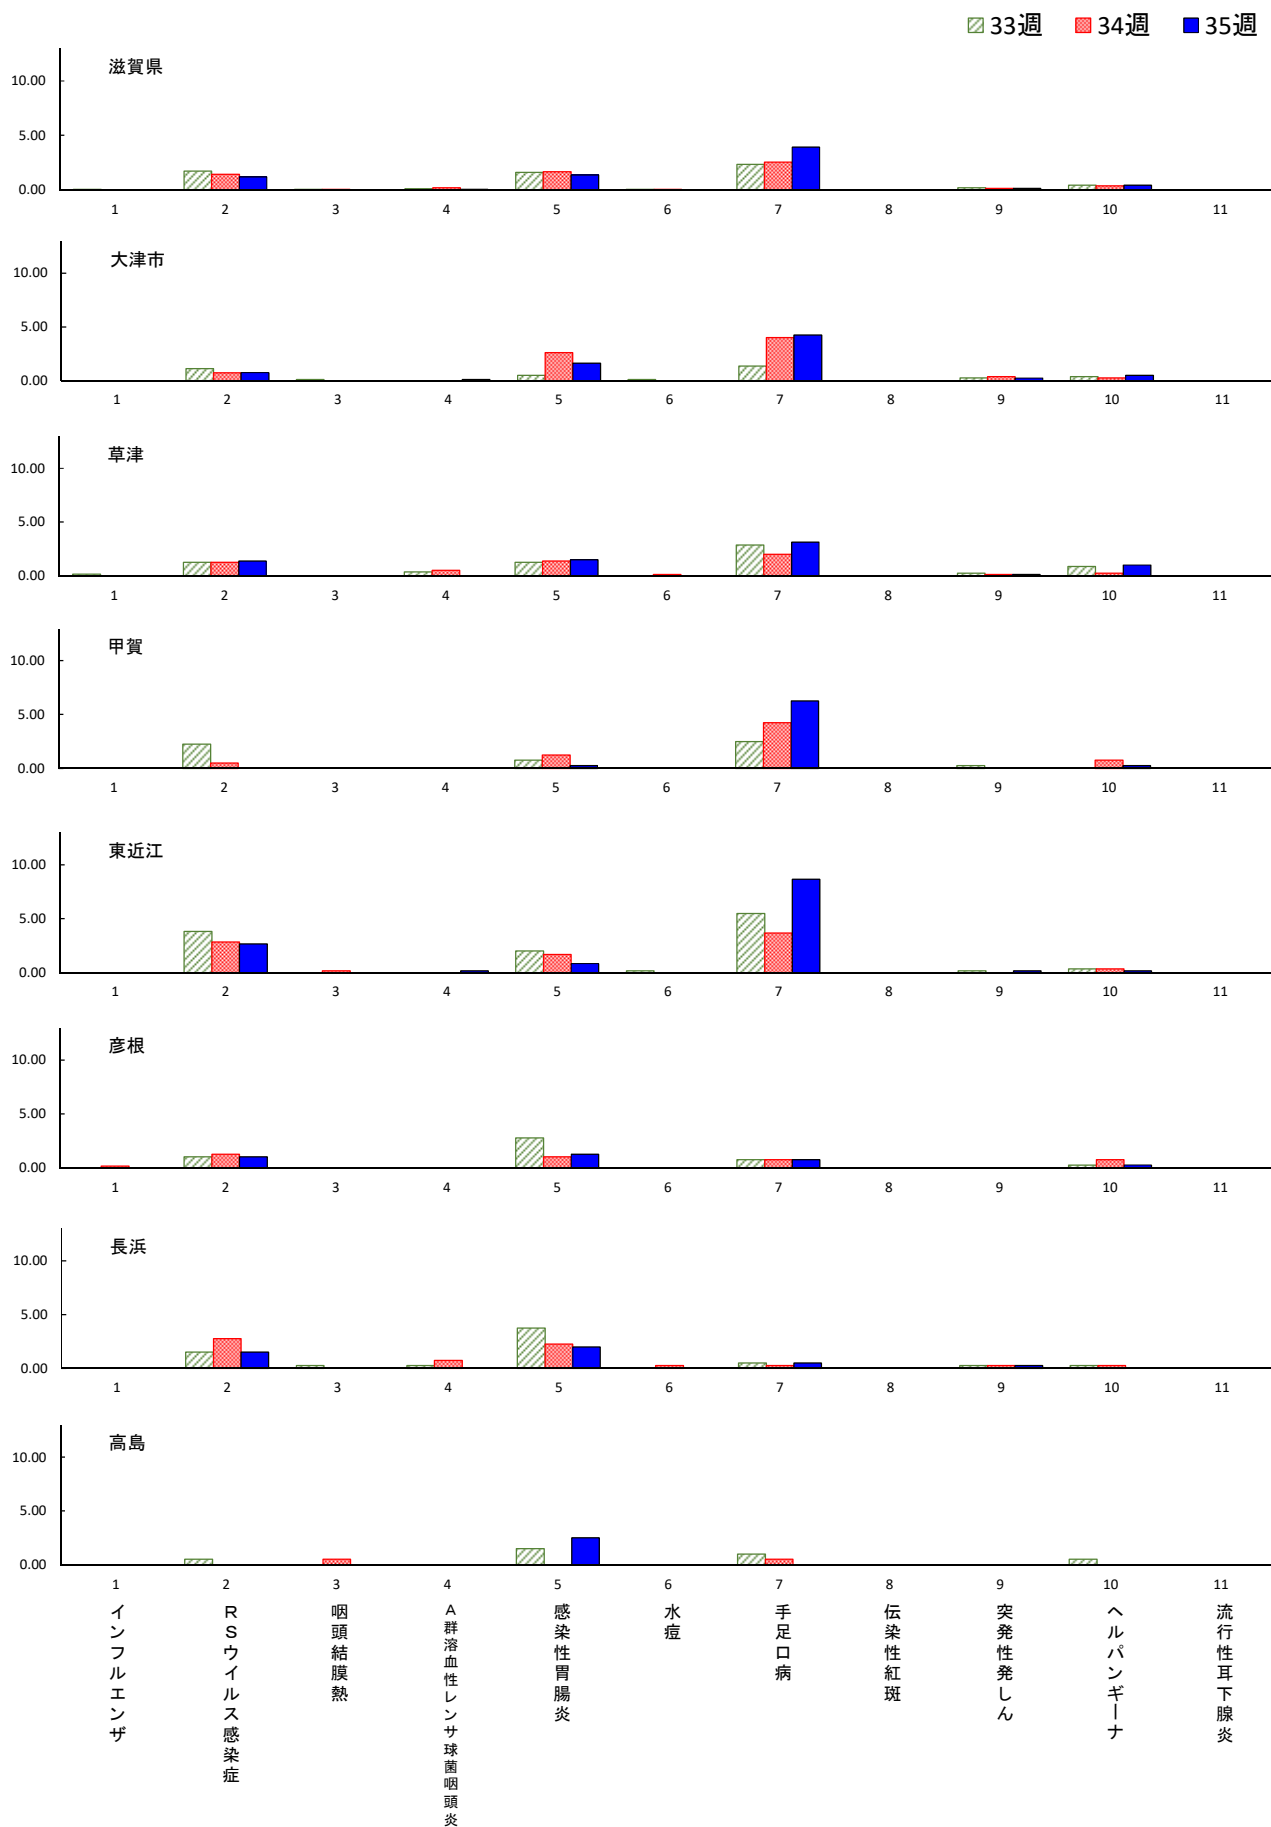 33週 34週 35週
滋賀県
10.00
5.00
0.00
1 2 3 4 5 6 7 8 9 10 11
大津市
10.00
5.00
0.00
1 2 3 4 5 6 7 8 9 10 11
草津
10.00
5.00
0.00
1 2 3 4 5 6 7 8 9 10 11
甲賀
10.00
5.00
0.00
1 2 3 4 5 6 7 8 9 10 11
東近江
10.00
5.00
0.00
1 2 3 4 5 6 7 8 9 10 11
彦根
10.00
5.00
0.00
1 2 3 4 5 6 7 8 9 10 11
長浜
10.00
5.00
0.00
1 2 3 4 5 6 7 8 9 10 11
高島
10.00
5.00
0.00
1 2 3 4 5 6 7 8 9 10 11
インフルエンザ
RSウイルス感染症
咽頭結膜熱
A群溶血性レンサ球菌咽頭炎
感染性胃腸炎
水痘
手足口病
伝染性紅斑
突発性発しん
ヘルパンギーナ
流行性耳下腺炎